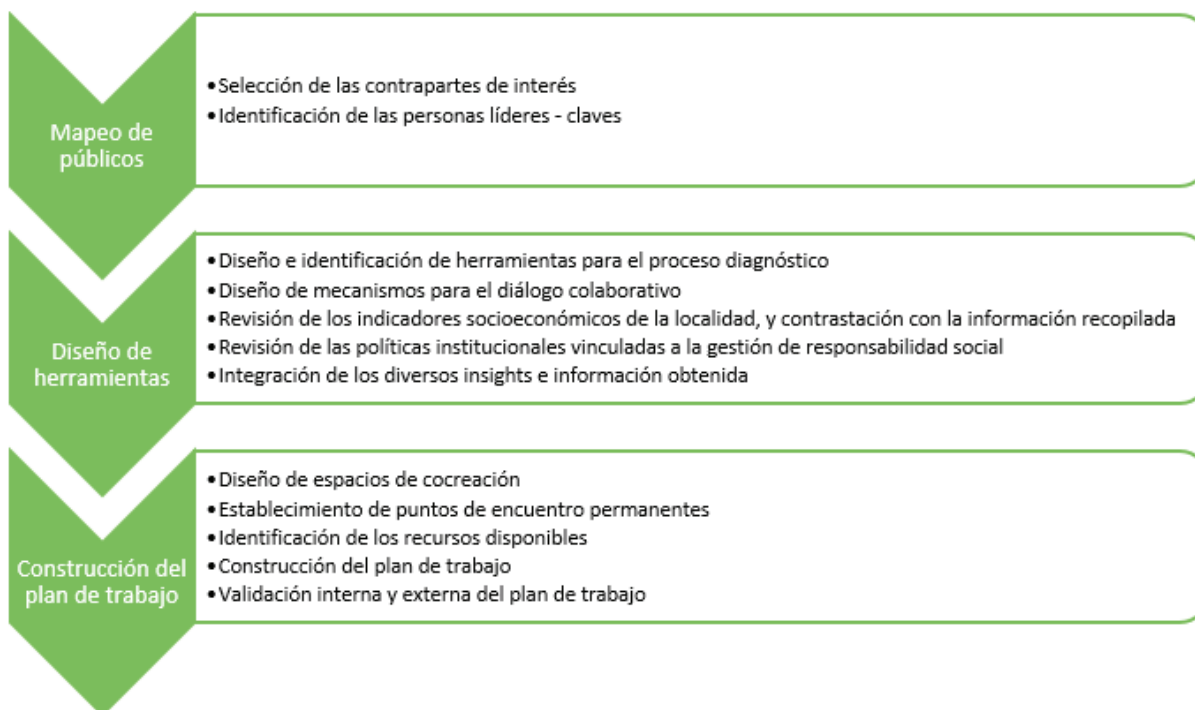 Mapeo de
públicos
•Selección de las contrapartes de interés
•Identificación de las personas líderes - claves
Diseño de
herramientas
•Diseño e identificación de herramientas para el proceso diagnóstico
•Diseño de mecanismos para el diálogo colaborativo
•Revisión de los indicadores socioeconómicos de la localidad, y contrastación con la información recopilada
•Revisión de las políticas institucionales vinculadas a la gestión de responsabilidad social
•Integración de los diversos insights e información obtenida
Construcción del
plan de trabajo
•Diseño de espacios de cocreación
•Establecimiento de puntos de encuentro permanentes
•Identificación de los recursos disponibles
•Construcción del plan de trabajo
•Validación interna y externa del plan de trabajo